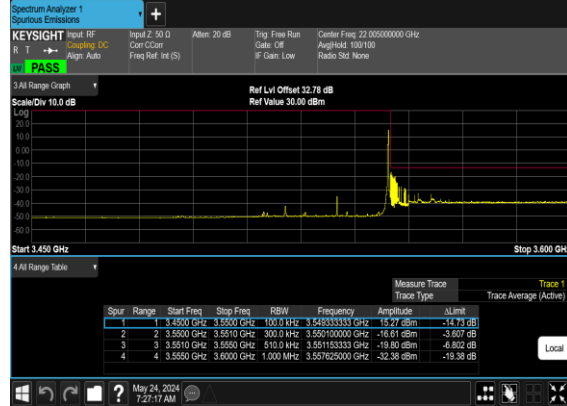 Spectrum Analyzer 1
Spurious Emissions
+
KEYSIGHT Input: RF Input Z: 50 Ω Atten: 20 dB Trig: Free Run Center Freq: 22.005000000 GHz
R T Coupling: DC Corr CCorr Gate: Off Avg|Hold: 100/100
Align: Auto Freq Ref: Int (S) IF Gain: Low Radio Std: None
PASS
3 All Range Graph
Ref Lvl Offset 32.78 dB
Scale/Div 10.0 dB Ref Value 30.00 dBm
Log
20.0
10.0
0.00
-10.0
-20.0
-30.0
-40.0
-50.0
-60.0
Start 3.450 GHz Stop 3.600 GHz
4 All Range Table
Measure Trace Trace 1
Trace Type Trace Average (Active)
Spur Range Start Freq Stop Freq RBW Frequency Amplitude ΔLimit
1 1 3.4500 GHz 3.5500 GHz 100.0 kHz 3.549333333 GHz 15.27 dBm -14.73 dB
2 2 3.5500 GHz 3.5510 GHz 300.0 kHz 3.550100000 GHz -16.61 dBm -3.607 dB
3 3 3.5510 GHz 3.5550 GHz 510.0 kHz 3.551153333 GHz -19.80 dBm -6.802 dB
4 4 3.5550 GHz 3.6000 GHz 1.000 MHz 3.557625000 GHz -32.38 dBm -19.38 dB
Local
? May 24, 2024
7:27:17 AM